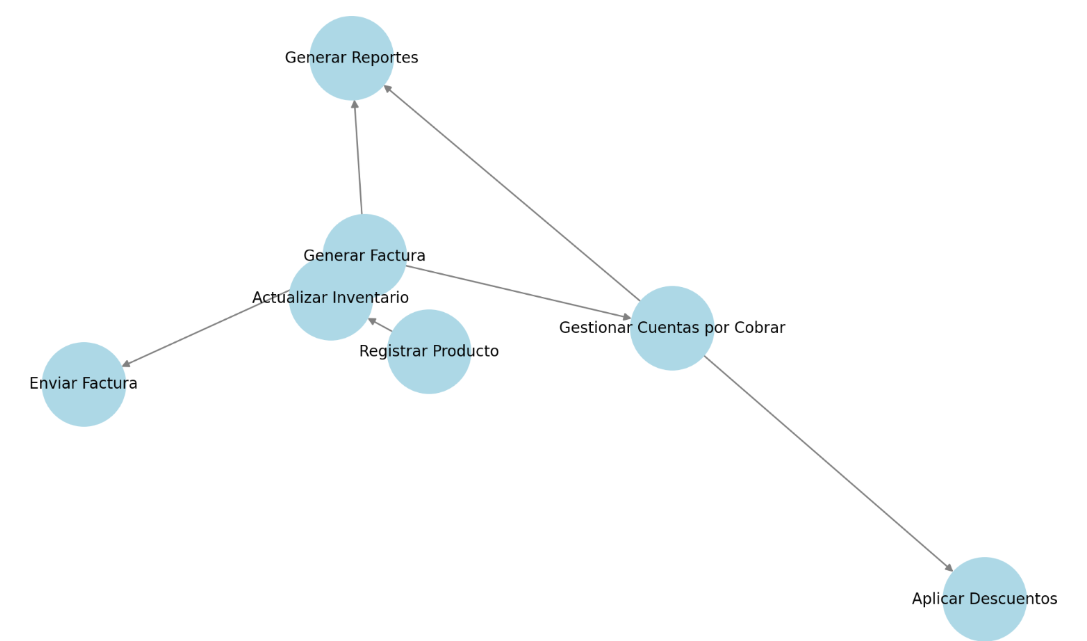 Generar Reportes
Generar Factura
Actualizar Inventario
Gestionar Cuentas por Cobrar
Registrar Producto
Enviar Factura
Aplicar Descuentos